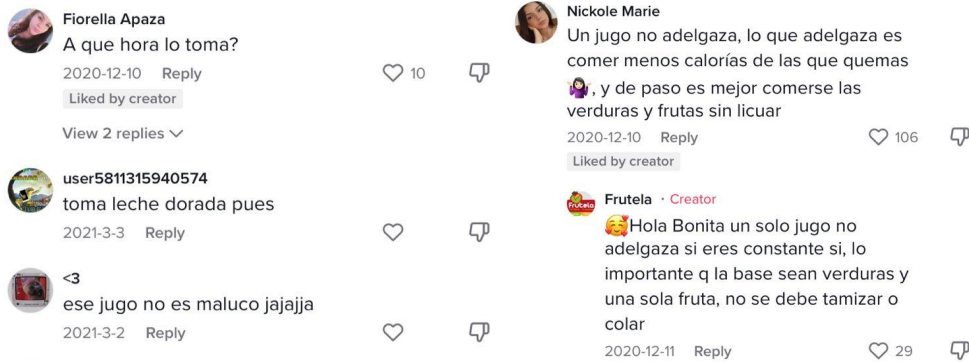 Fiorella Apaza
A que hora lo toma?
2020-12-10 Reply
10
Liked by creator
View 2 replies
user5811315940574
toma leche dorada pues
2021-3-3 Reply
<3
ese jugo no es maluco jajajja
2021-3-2 Reply
Nickole Marie
Un jugo no adelgaza, lo que adelgaza es
comer menos calorías de las que quemas
🤷🏻‍♀️, y de paso es mejor comerse las
verduras y frutas sin licuar
2020-12-10 Reply
106
Liked by creator
Frutela
Frutela · Creator
🥰Hola Bonita un solo jugo no
adelgaza si eres constante si, lo
importante q la base sean verduras y
una sola fruta, no se debe tamizar o
colar
2020-12-11 Reply
29